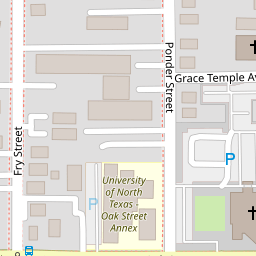 Ponder Street
Grace Temple Av
Fry Street
P
University
of North
Texas -
Oak Street
Annex
P